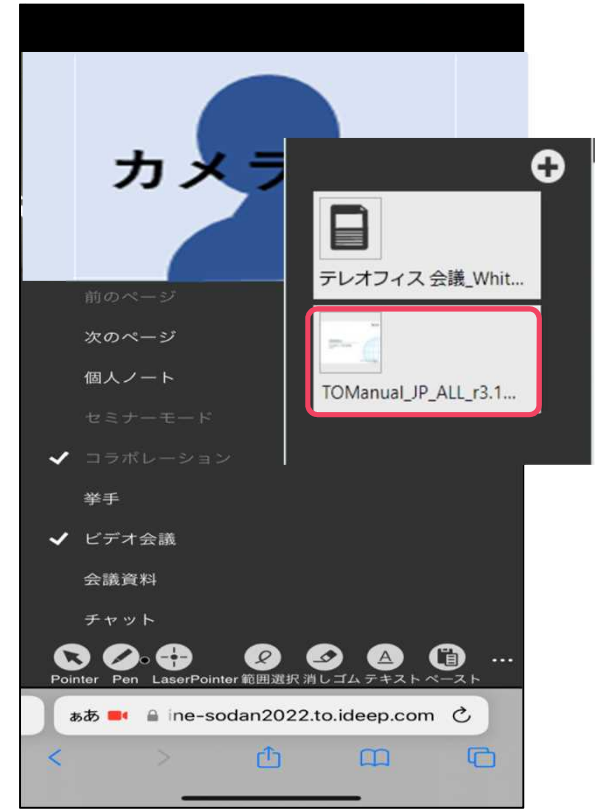 カメラ
テレオフィス 会議_Whit...
TOManual_JP_ALL_r3.1...
前のページ
次のページ
個人ノート
セミナーモード
コラボレーション
挙手
ビデオ会議
会議資料
チャット
Pointer Pen LaserPointer 範囲選択 消しゴム テキスト ペースト
ぁあ ine-sodan2022.to.ideep.com